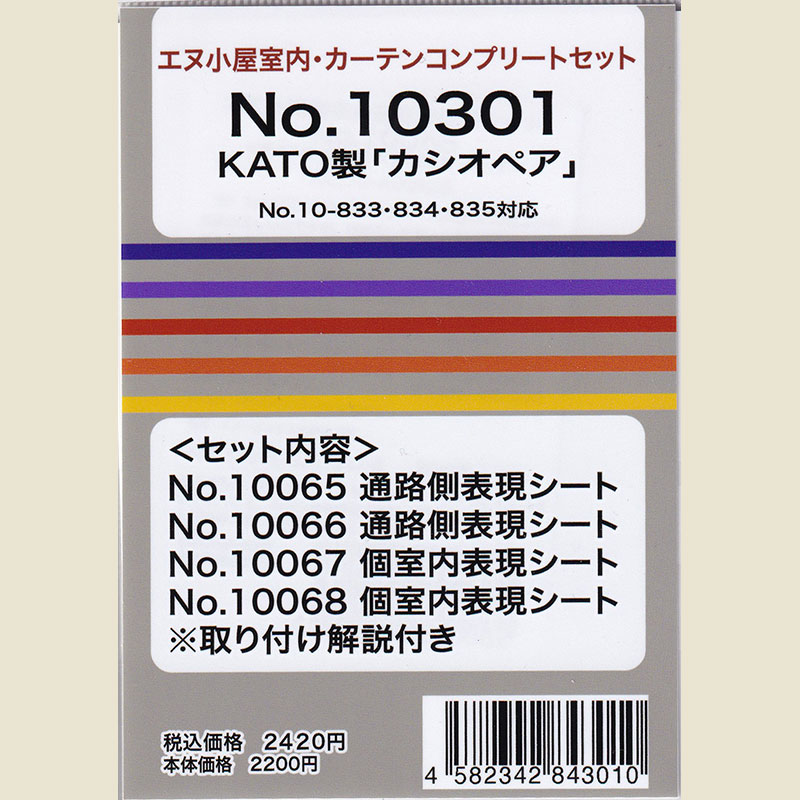 エヌ小屋室内・カーテンコンプリートセット
No.10301
KATO製「カシオペア」
No.10-833・834・835対応
＜セット内容＞
No.10065 通路側表現シート
No.10066 通路側表現シート
No.10067 個室内表現シート
No.10068 個室内表現シート
※取り付け解説付き
税込価格 2420円
本体価格 2200円
4 582342 843010